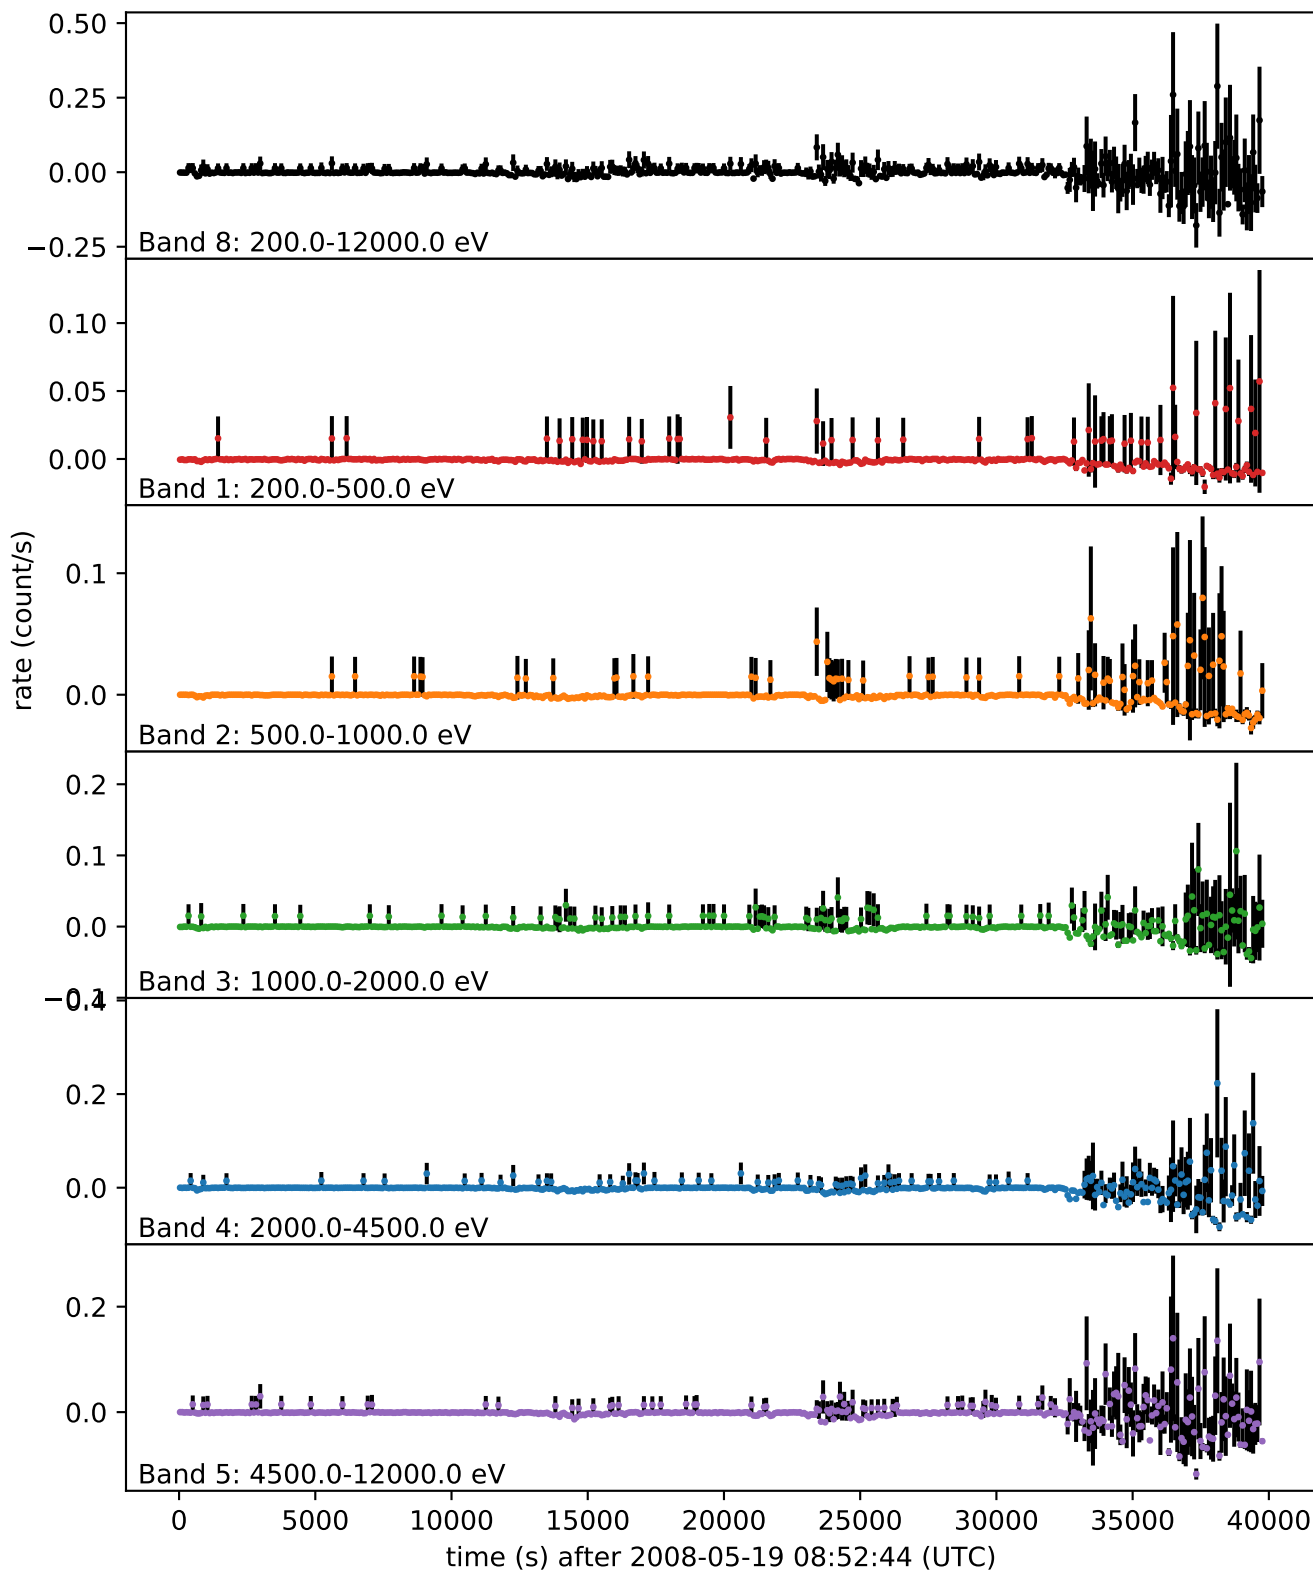 0.50
0.25
0.00
−0.25
Band 8: 200.0-12000.0 eV
0.10
0.05
0.00
Band 1: 200.0-500.0 eV
rate (count/s)
0.1
0.0
Band 2: 500.0-1000.0 eV
0.2
0.1
0.0
−0.1
Band 3: 1000.0-2000.0 eV
0.4
0.2
0.0
Band 4: 2000.0-4500.0 eV
0.2
0.0
Band 5: 4500.0-12000.0 eV
0 5000 10000 15000 20000 25000 30000 35000 40000
time (s) after 2008-05-19 08:52:44 (UTC)